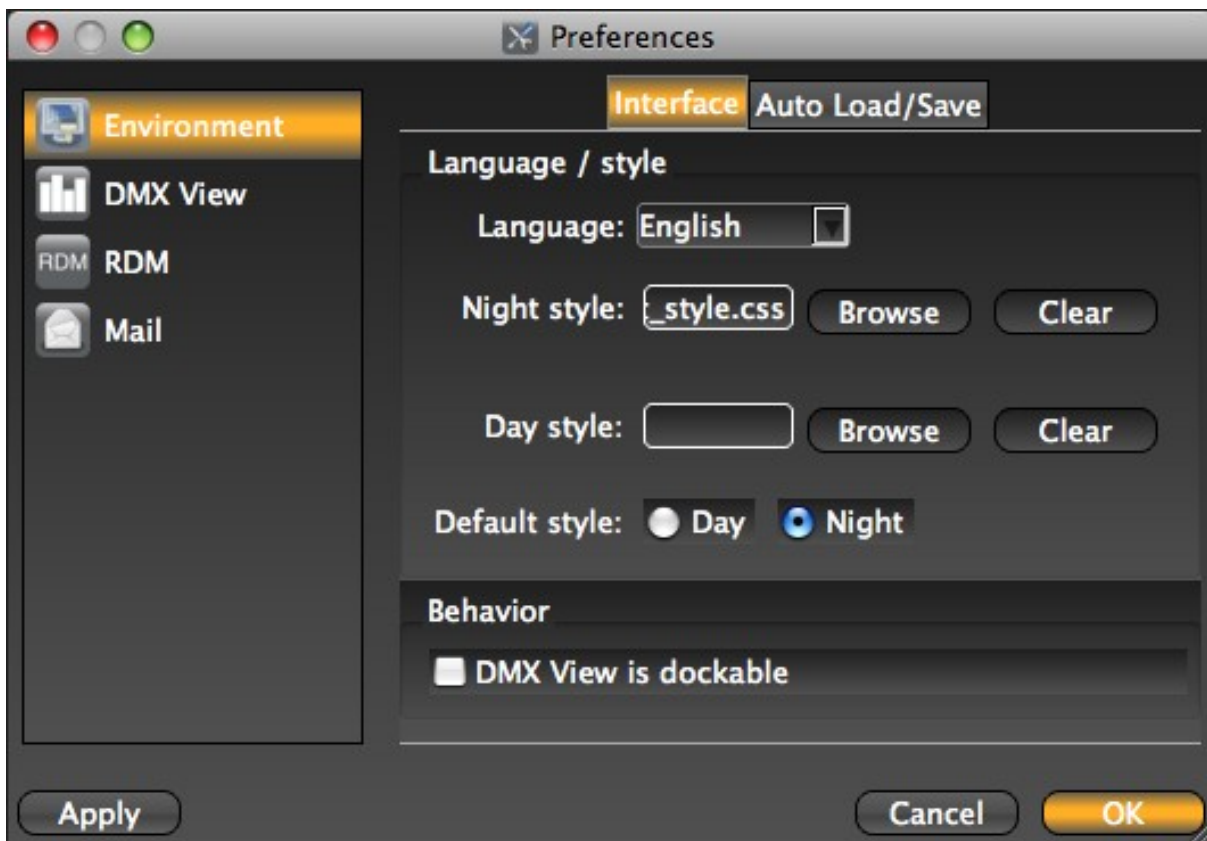 Preferences
Environment
DMX View
RDM RDM
Mail
Interface Auto Load/Save
Language / style
Language: English
Night style: t_style.css Browse Clear
Day style: Browse Clear
Default style: Day Night
Behavior
DMX View is dockable
Apply Cancel OK